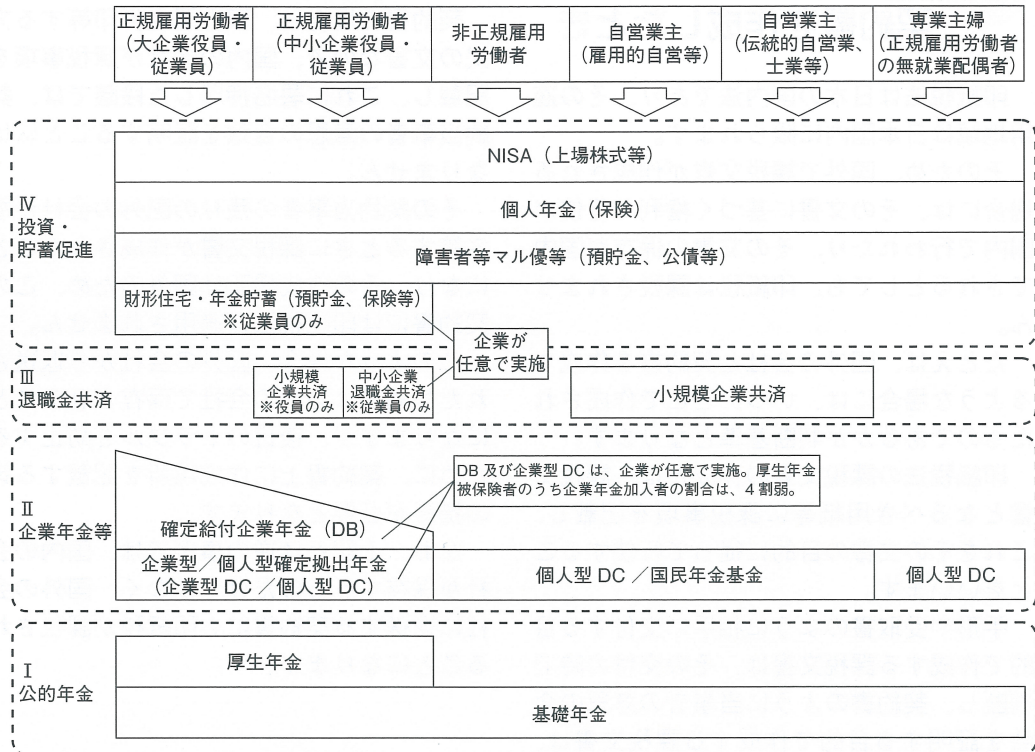 正規雇用労働者
（大企業役員・
従業員）
正規雇用労働者
（中小企業役員・
従業員）
非正規雇用
労働者
自営業主
（雇用的自営等）
自営業主
（伝統的自営業、
士業等）
専業主婦
（正規雇用労働者
の無就業配偶者）
Ⅳ
投資・
貯蓄促進
NISA（上場株式等）
個人年金（保険）
障害者等マル優等（預貯金、公債等）
財形住宅・年金貯蓄（預貯金、保険等）
※従業員のみ
企業が
任意で実施
Ⅲ
退職金共済
小規模
企業共済
※役員のみ
中小企業
退職金共済
※従業員のみ
小規模企業共済
Ⅱ
企業年金等
DB 及び企業型 DC は、企業が任意で実施。厚生年金
被保険者のうち企業年金加入者の割合は、4 割弱。
確定給付企業年金（DB）
企業型／個人型確定拠出年金
（企業型 DC ／個人型 DC）
個人型 DC ／国民年金基金
個人型 DC
Ⅰ
公的年金
厚生年金
基礎年金